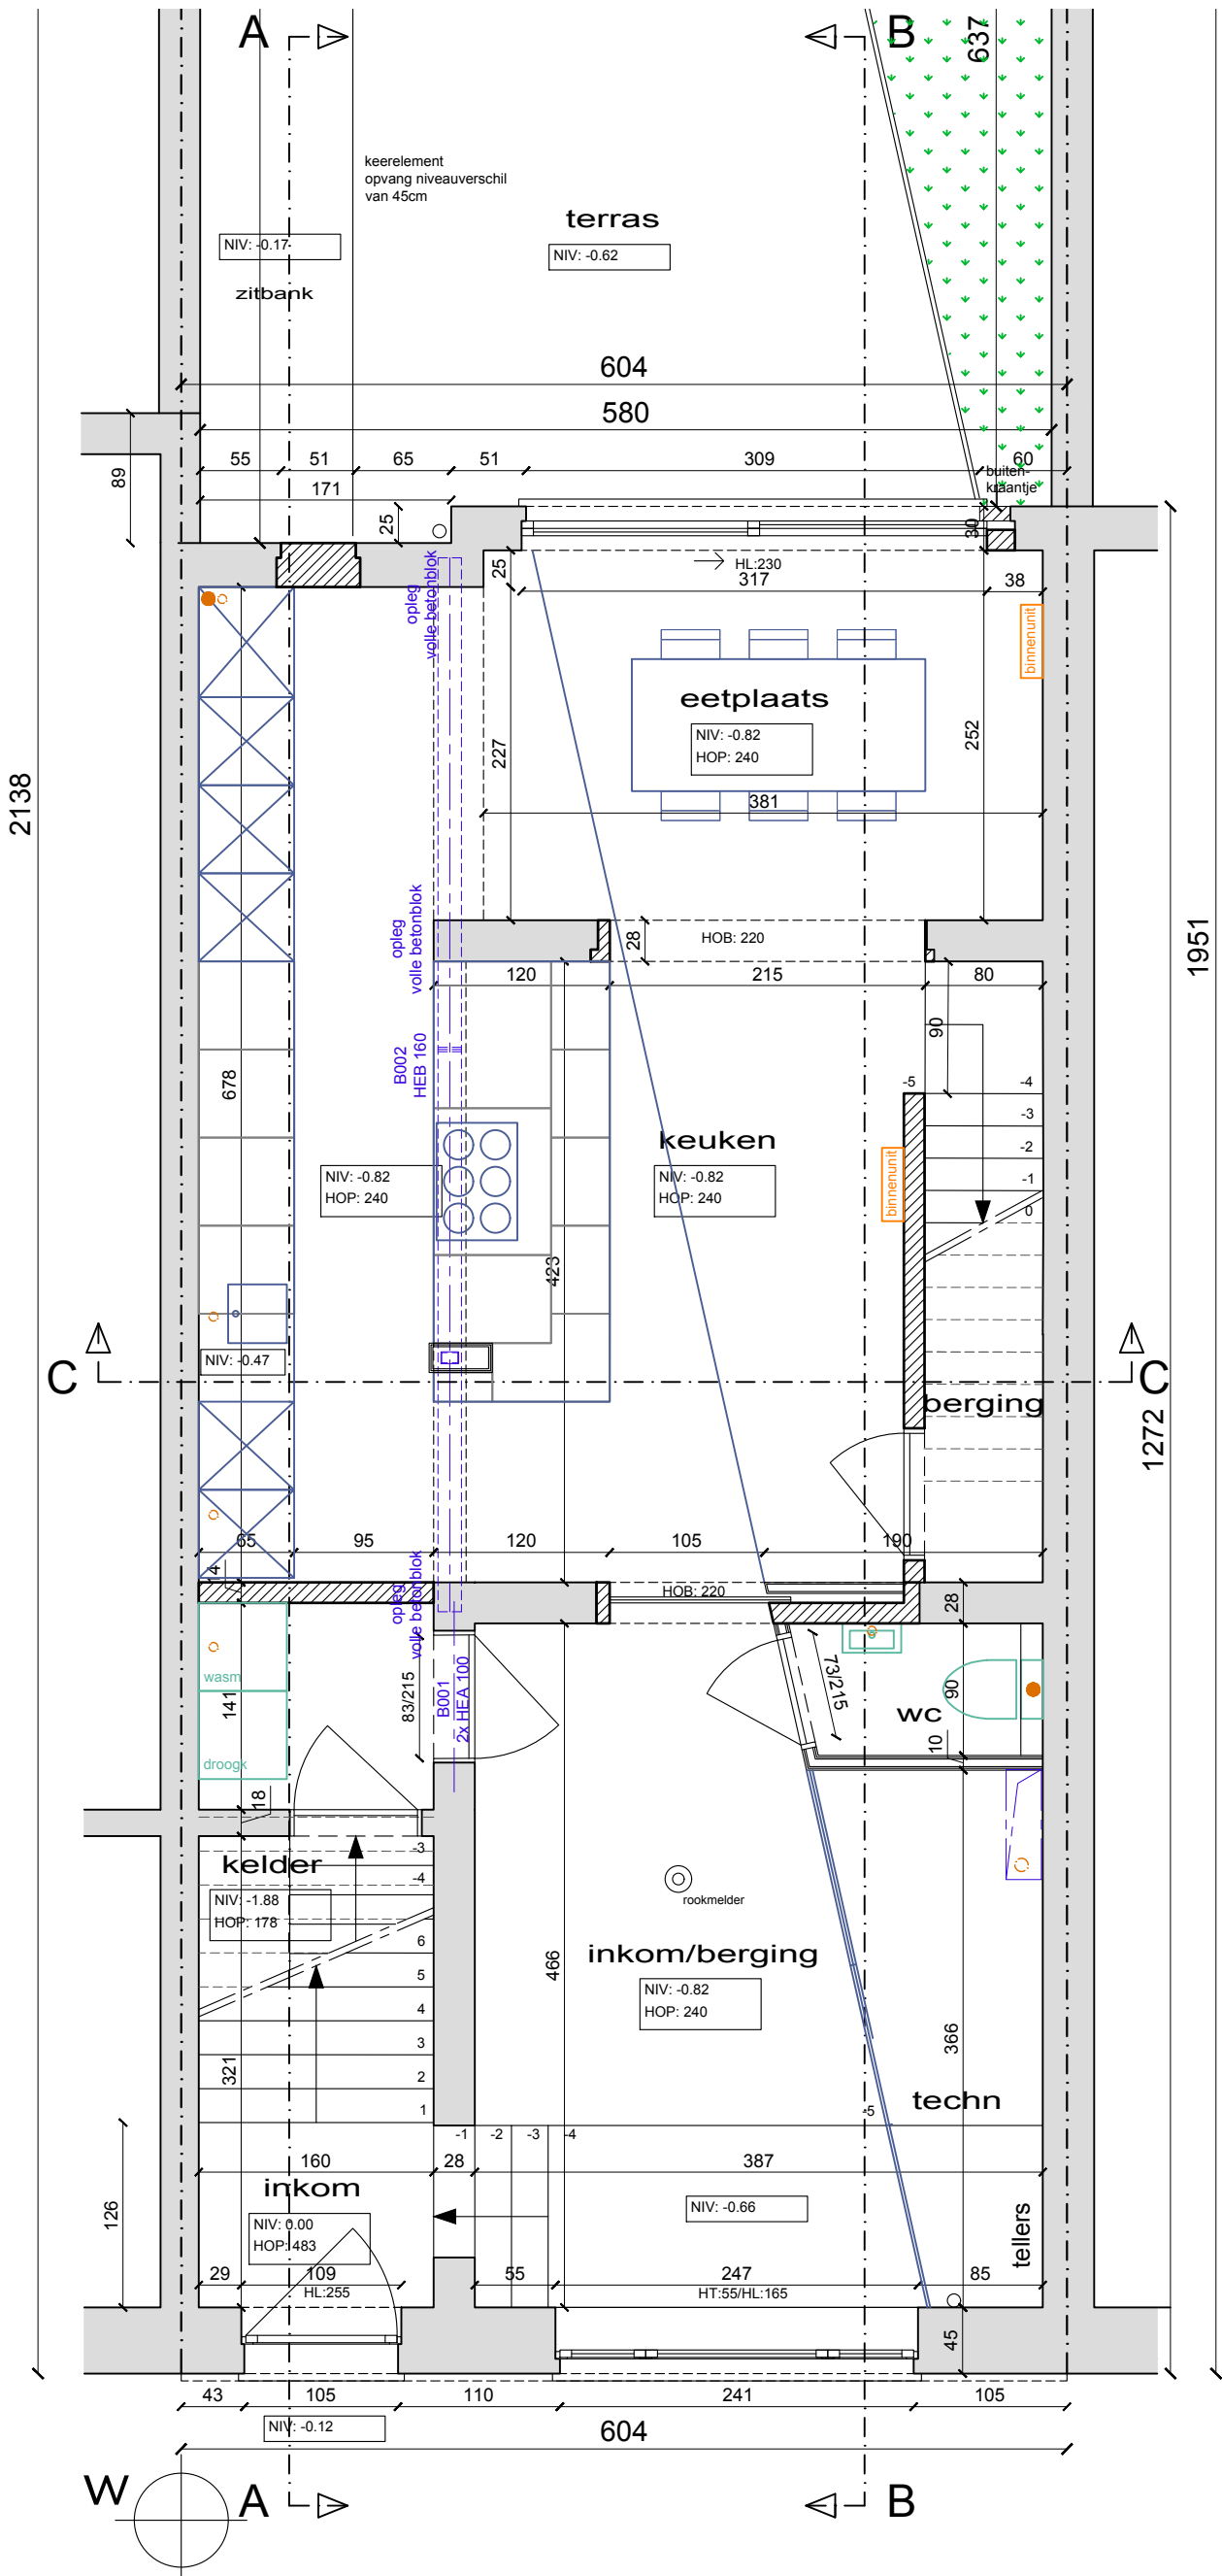 A
B
637
keerelement
opvang niveauverschil
van 45cm
terras
NIV: -0.17
NIV: -0.62
zitbank
604
580
89
55
51
65
51
309
60
171
buiten-
kraantje
25
30
HL:230
317
38
25
opleg
volle betonblok
binnenunit
eetplaats
NIV: -0.82
HOP: 240
227
252
381
2138
1951
opleg
volle betonblok
28
HOB: 220
120
215
80
90
B002
HEB 160
678
-5
-4
-3
-2
-1
0
keuken
NIV: -0.82
HOP: 240
NIV: -0.82
HOP: 240
binnenunit
423
NIV: -0.47
C
C
1272
berging
65
95
120
105
190
14
opleg
volle betonblok
HOB: 220
28
wasm
141
droogk
83/215
B001
2x HEA 100
73/215
90
wc
10
18
kelder
NIV: -1.88
HOP: 178
-3
-4
6
5
4
3
2
1
rookmelder
inkom/berging
NIV: -0.82
HOP: 240
466
366
321
techn
-5
-1
-2
-3
-4
160
28
387
inkom
NIV: 0.00
HOP: 483
NIV: -0.66
126
tellers
29
109
55
247
85
HL:255
HT:55/HL:165
45
43
105
110
241
105
NIV: -0.12
604
W
A
B